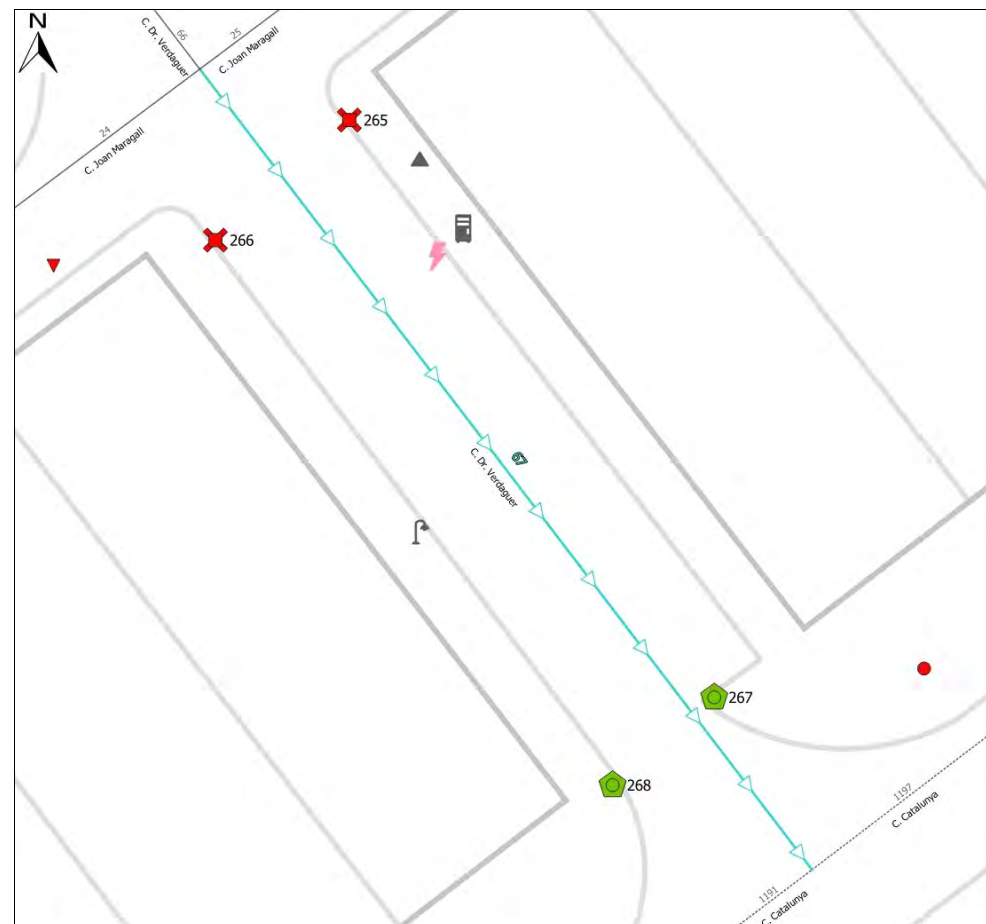 N
66
C. Dr. Verdaguer
25
C. Joan Maragall
24
C. Joan Maragall
265
266
67
C. Dr. Verdaguer
267
268
1197
C. Catalunya
1191
C. Catalunya